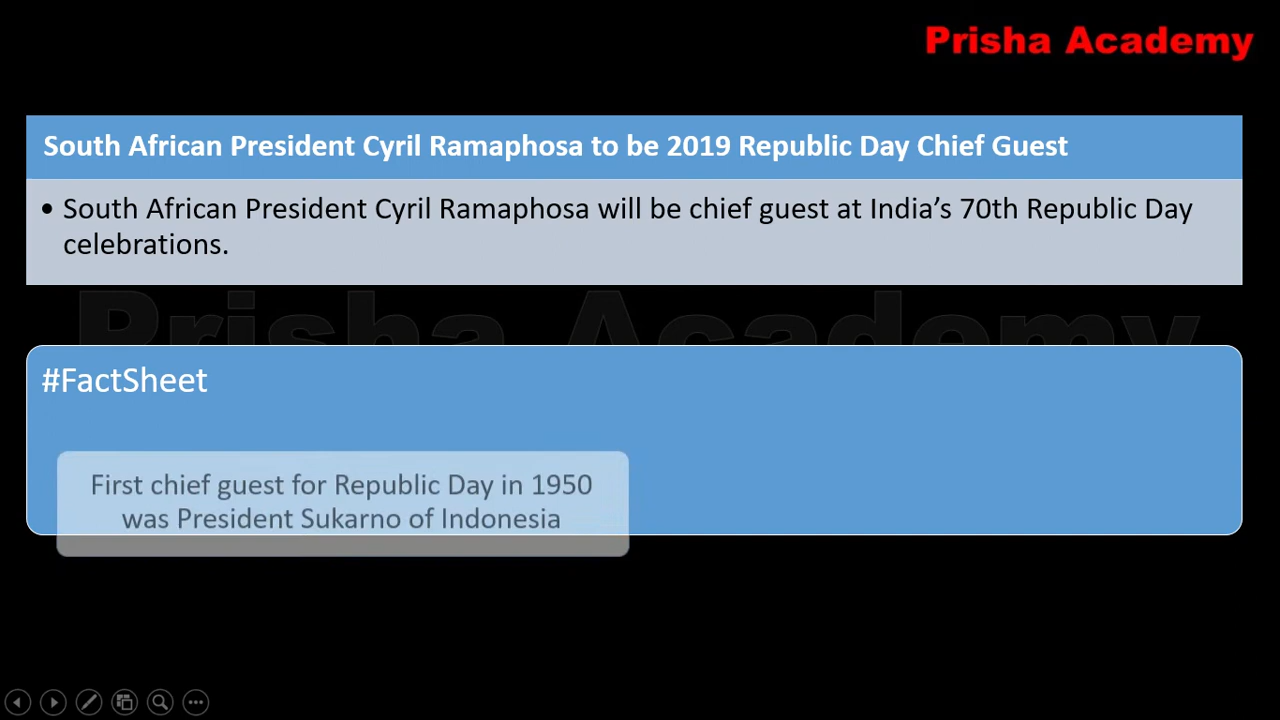 Prisha Academy
South African President Cyril Ramaphosa to be 2019 Republic Day Chief Guest
• South African President Cyril Ramaphosa will be chief guest at India’s 70th Republic Day
celebrations.
Prisha Academy
#FactSheet
First chief guest for Republic Day in 1950
was President Sukarno of Indonesia